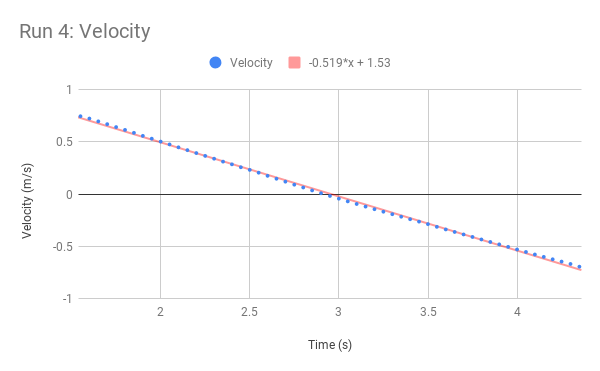 Run 4: Velocity
Velocity -0.519*x + 1.53
1
0.5
0
-0.5
-1
Velocity (m/s)
2 2.5 3 3.5 4
Time (s)